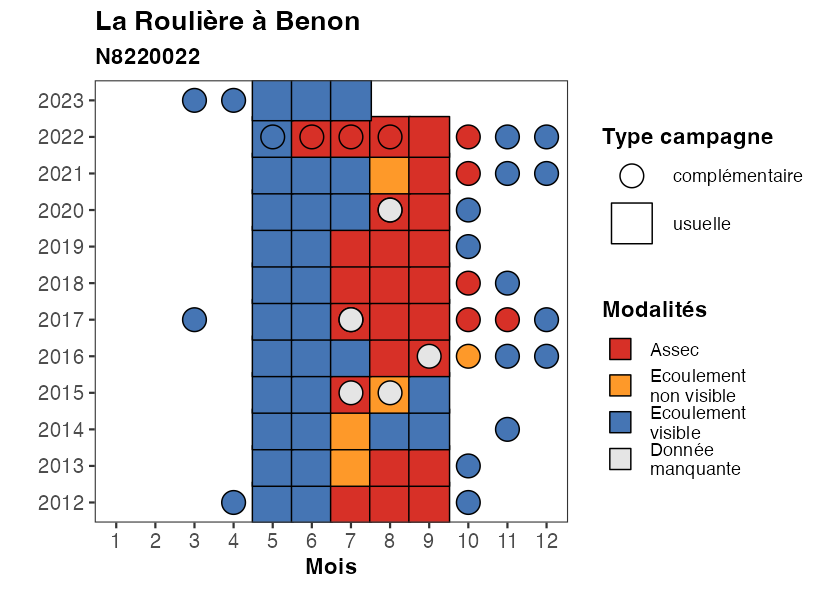 La Roulière à Benon
N8220022
2023
2022
2021
2020
2019
2018
2017
2016
2015
2014
2013
2012
1 2 3 4 5 6 7 8 9 10 11 12
Mois
Type campagne
complémentaire
usuelle
Modalités
Assec
Ecoulement
non visible
Ecoulement
visible
Donnée
manquante